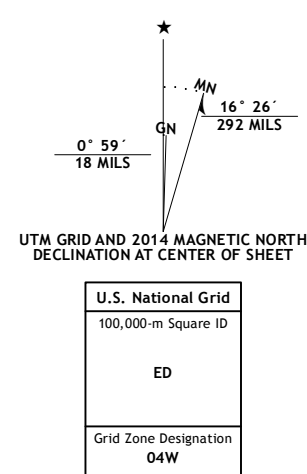 ★
MN
GN
16° 26´
292 MILS
0° 59´
18 MILS
UTM GRID AND 2014 MAGNETIC NORTH
DECLINATION AT CENTER OF SHEET
U.S. National Grid
100,000-m Square ID
ED
Grid Zone Designation
04W